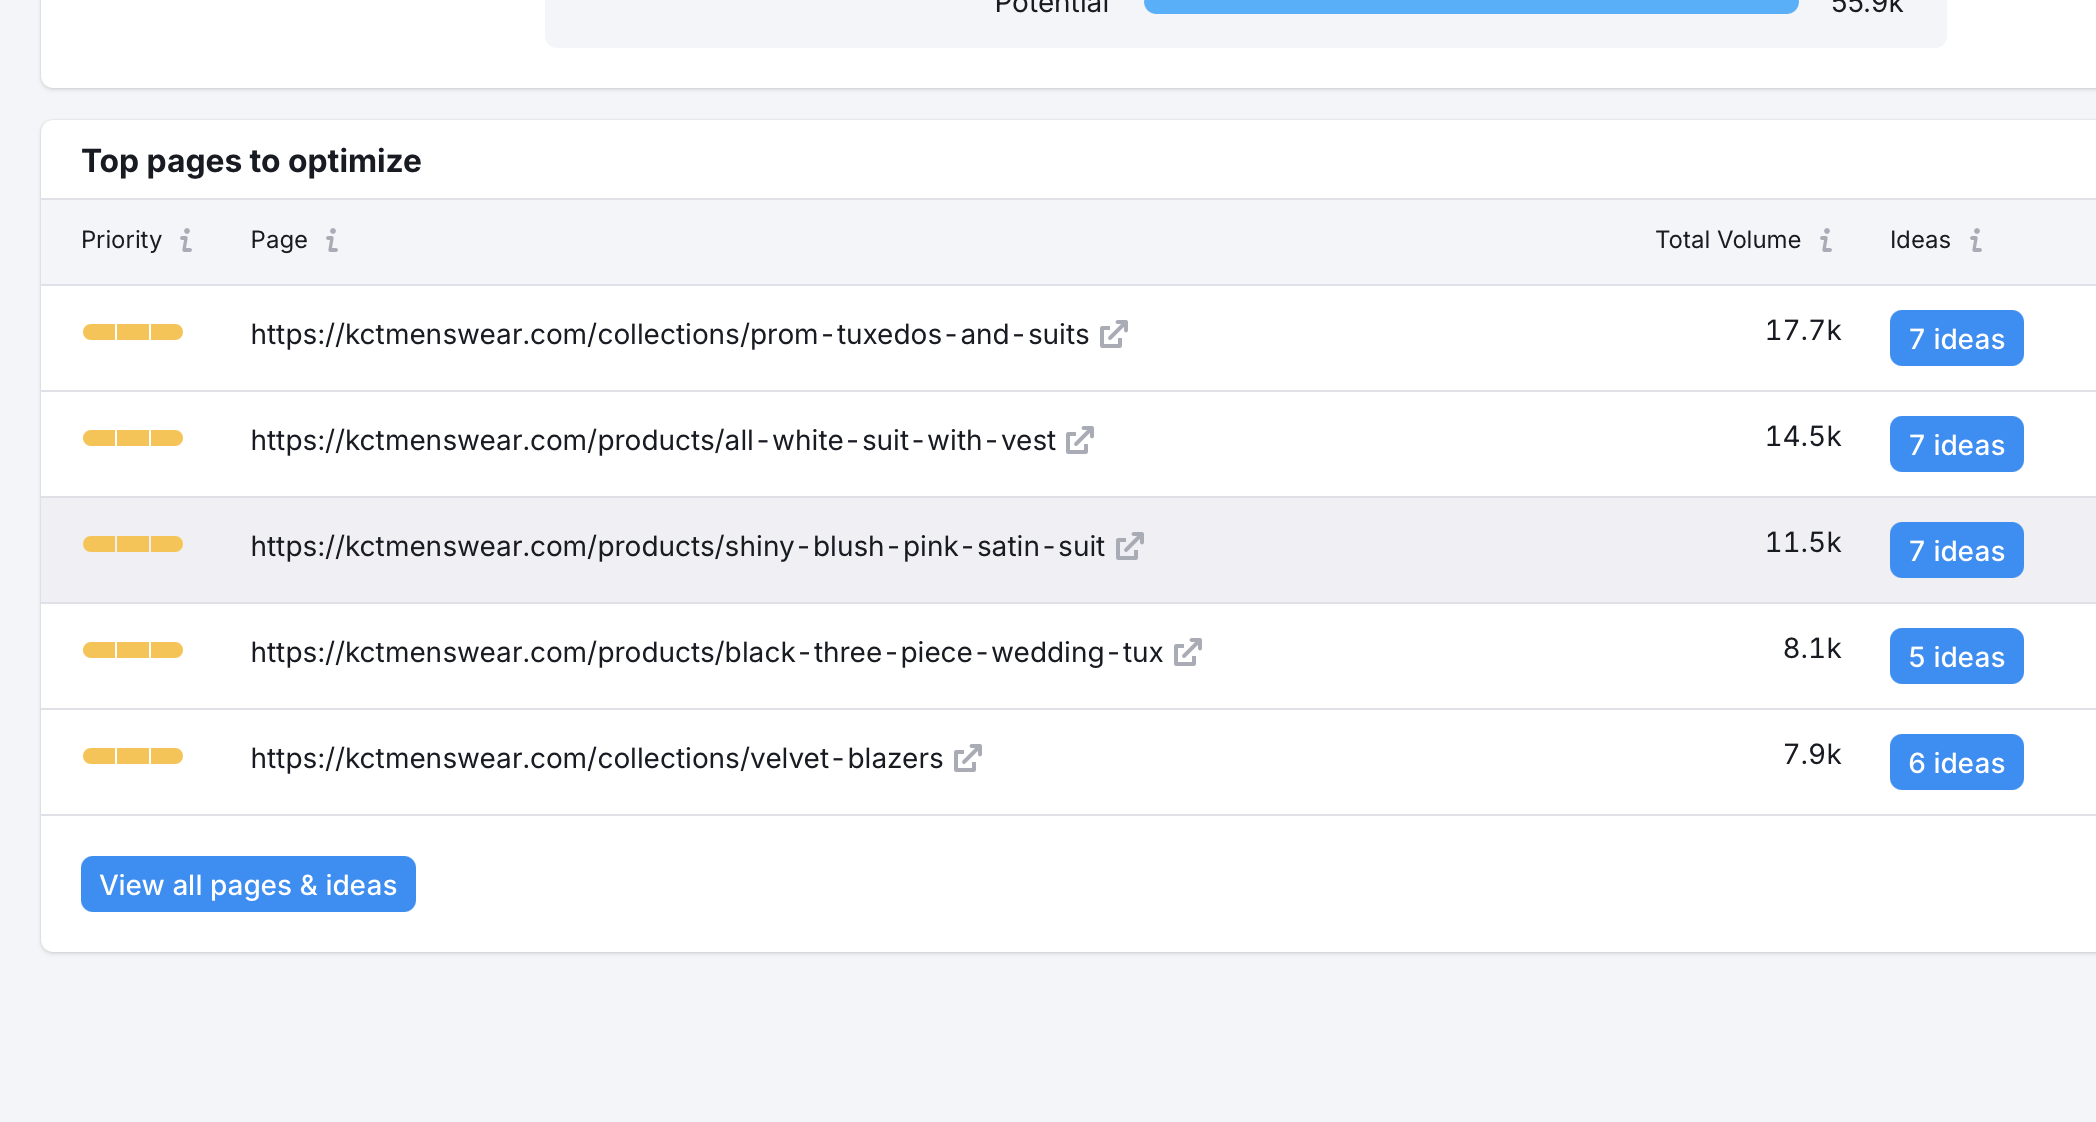 Potential 55.9k
Top pages to optimize
Priority i Page i Total Volume i Ideas i
https://kctmenswear.com/collections/prom-tuxedos-and-suits 17.7k 7 ideas
https://kctmenswear.com/products/all-white-suit-with-vest 14.5k 7 ideas
https://kctmenswear.com/products/shiny-blush-pink-satin-suit 11.5k 7 ideas
https://kctmenswear.com/products/black-three-piece-wedding-tux 8.1k 5 ideas
https://kctmenswear.com/collections/velvet-blazers 7.9k 6 ideas
View all pages & ideas